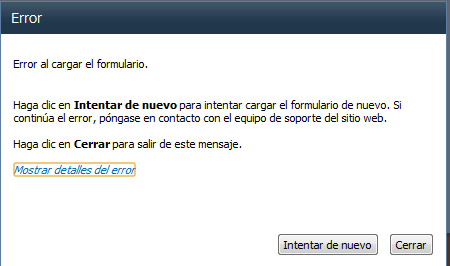 Error
Error al cargar el formulario.
Haga clic en Intentar de nuevo para intentar cargar el formulario de nuevo. Si
continúa el error, póngase en contacto con el equipo de soporte del sitio web.
Haga clic en Cerrar para salir de este mensaje.
Mostrar detalles del error
Intentar de nuevo
Cerrar